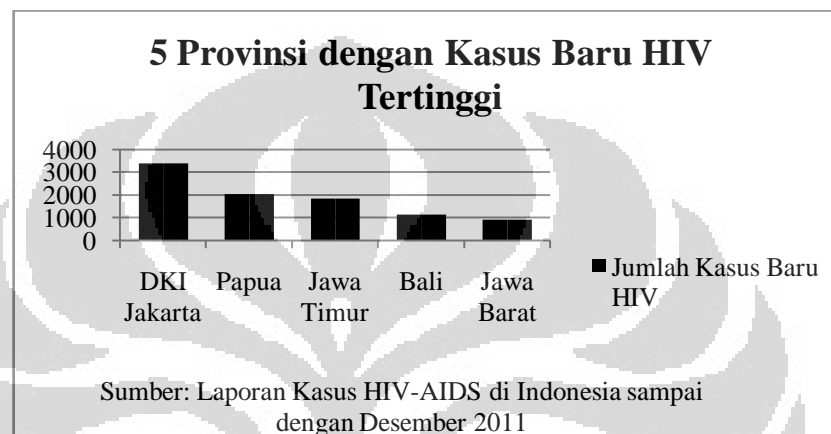 5 Provinsi dengan Kasus Baru HIV
Tertinggi
4000
3000
2000
1000
0
DKI
Jakarta
Papua
Jawa
Timur
Bali
Jawa
Barat
Jumlah Kasus Baru
HIV
Sumber: Laporan Kasus HIV-AIDS di Indonesia sampai
dengan Desember 2011